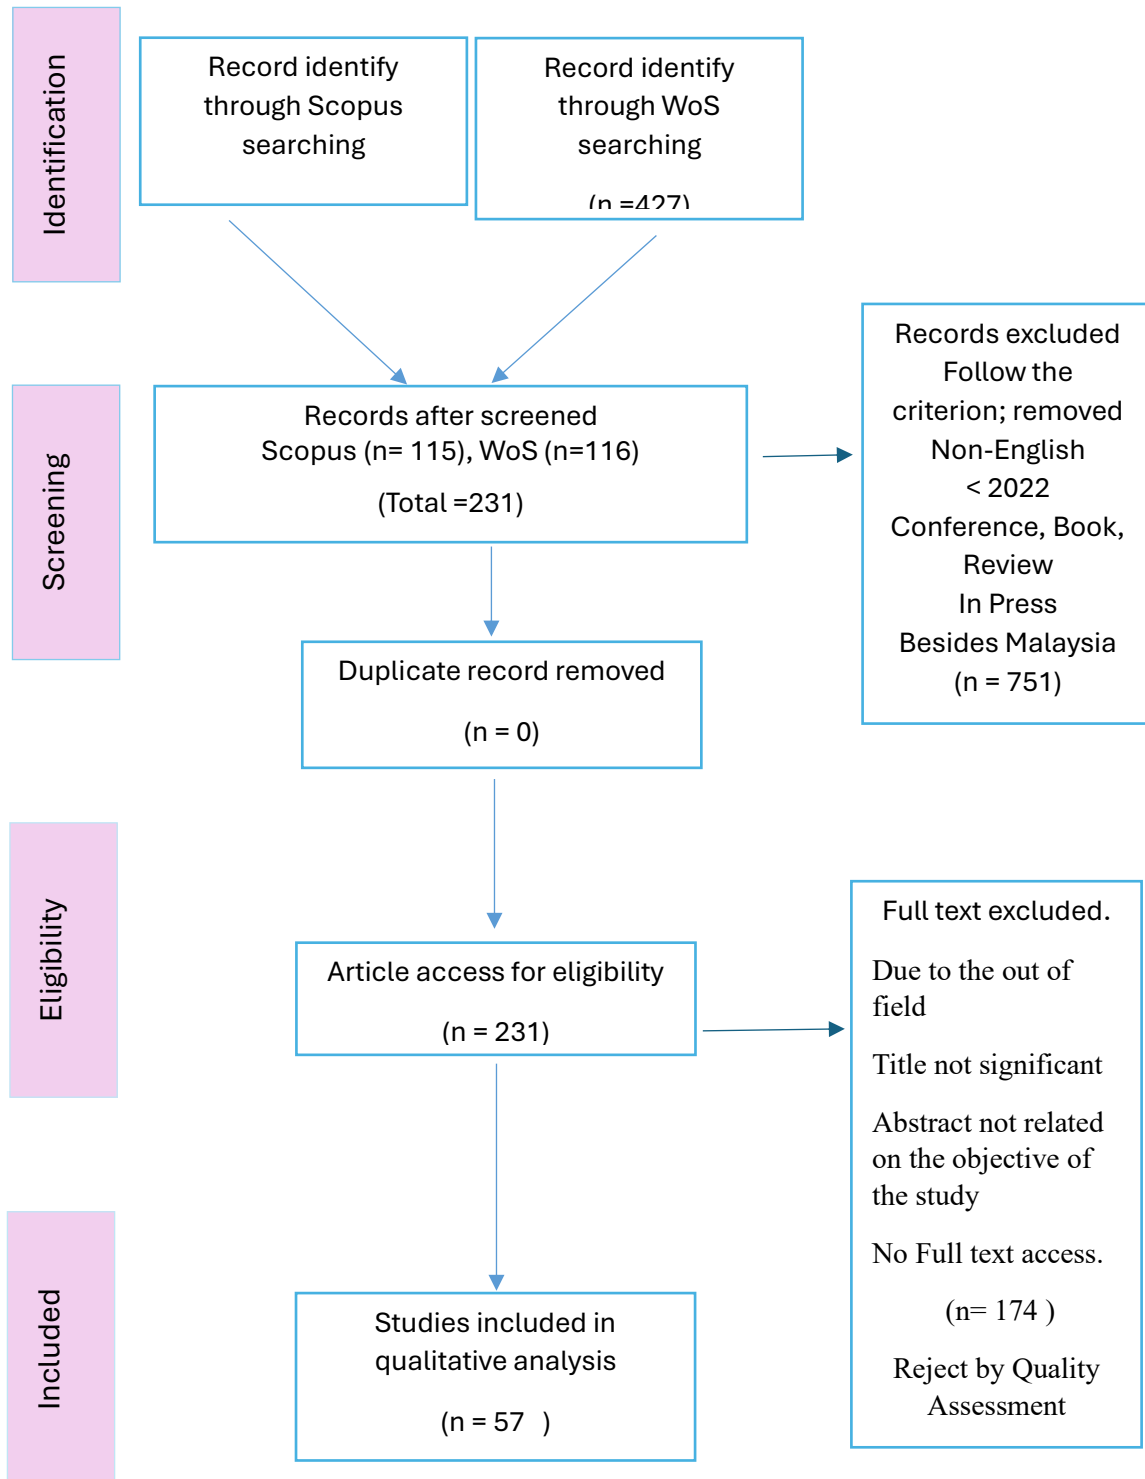 Identification
Record identify
through Scopus
searching
Record identify
through WoS
searching
(n =427)
Records excluded
Follow the
criterion; removed
Non-English
< 2022
Conference, Book,
Review
In Press
Besides Malaysia
(n = 751)
Screening
Records after screened
Scopus (n= 115), WoS (n=116)
(Total =231)
Duplicate record removed
(n = 0)
Eligibility
Article access for eligibility
(n = 231)
Full text excluded.
Due to the out of
field
Title not significant
Abstract not related
on the objective of
the study
No Full text access.
(n= 174 )
Reject by Quality
Assessment
Included
Studies included in
qualitative analysis
(n = 57 )